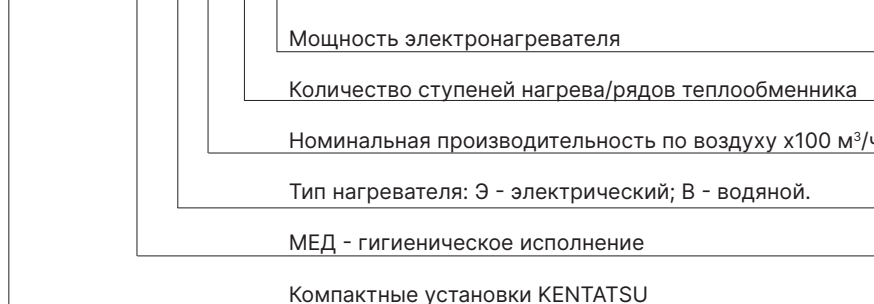 Мощность электронагревателя
Количество ступеней нагрева/рядов теплообменника
Номинальная производительность по воздуху х100 м³/ч
Тип нагревателя: Э - электрический; В - водяной.
МЕД - гигиеническое исполнение
Компактные установки KENTATSU